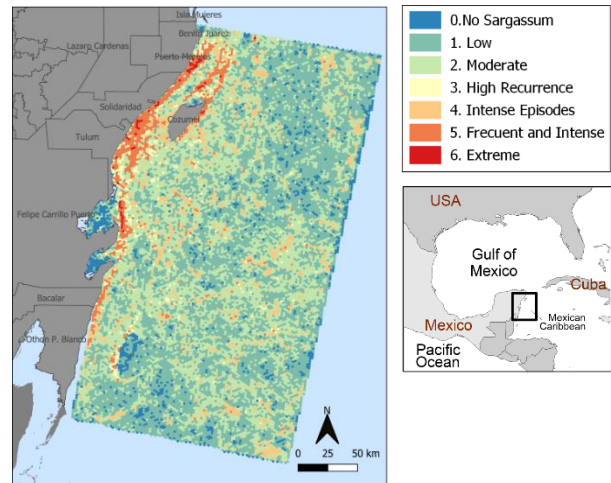 Isla Mujeres
Benito Juarez
Lazaro Cardenas
Puerto Morelos
Solidaridad
Cozumel
Tulum
Felipe Carrillo Puerto
Bacalar
Othon P. Blanco
N
0 25 50 km
0.No Sargassum
1. Low
2. Moderate
3. High Recurrence
4. Intense Episodes
5. Frecuent and Intense
6. Extreme
USA
Gulf of
Mexico
Cuba
Mexico
Mexican
Caribbean
Pacific
Ocean